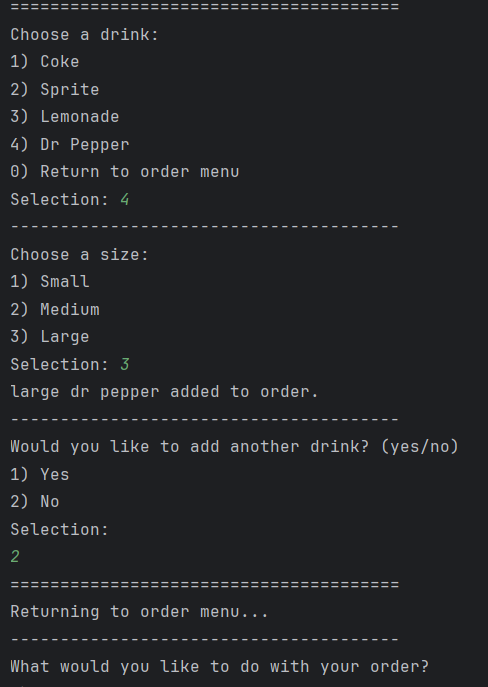 =======================================
Choose a drink:
1) Coke
2) Sprite
3) Lemonade
4) Dr Pepper
0) Return to order menu
Selection: 4
---------------------------------------
Choose a size:
1) Small
2) Medium
3) Large
Selection: 3
large dr pepper added to order.
---------------------------------------
Would you like to add another drink? (yes/no)
1) Yes
2) No
Selection:
2
=======================================
Returning to order menu...
---------------------------------------
What would you like to do with your order?